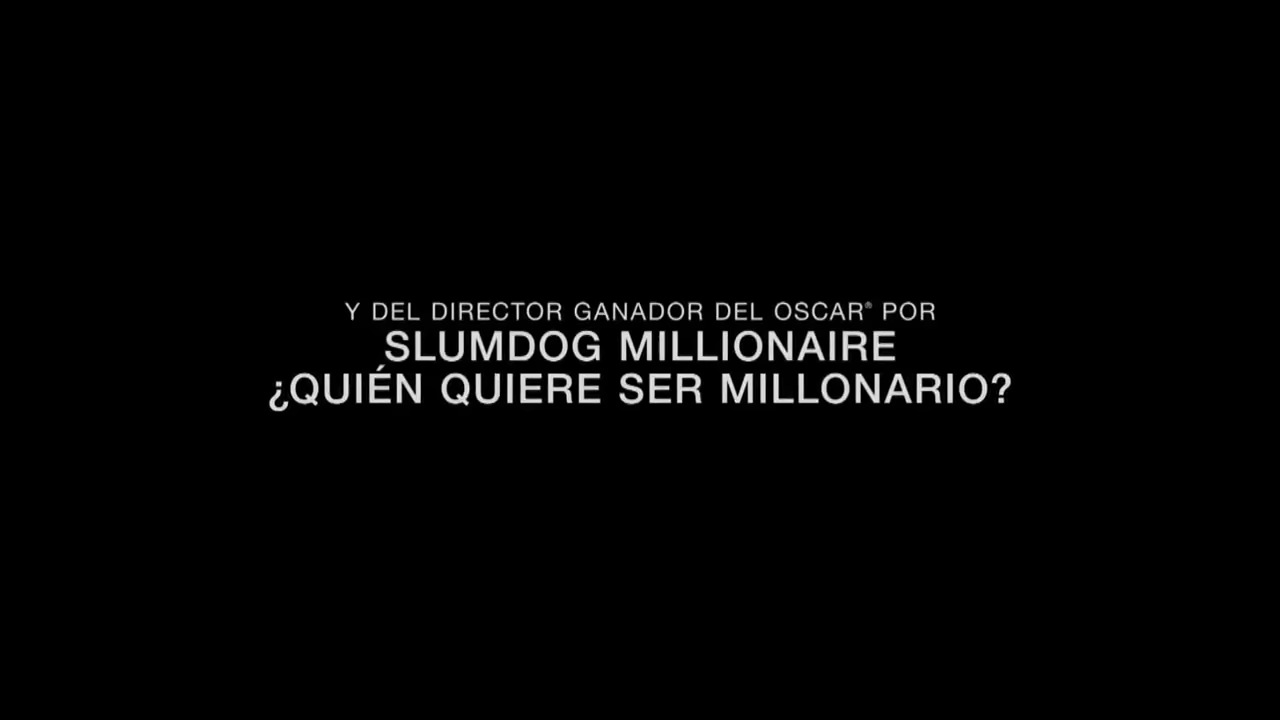 Y DEL DIRECTOR GANADOR DEL OSCAR® POR
SLUMDOG MILLIONAIRE
¿QUIÉN QUIERE SER MILLONARIO?